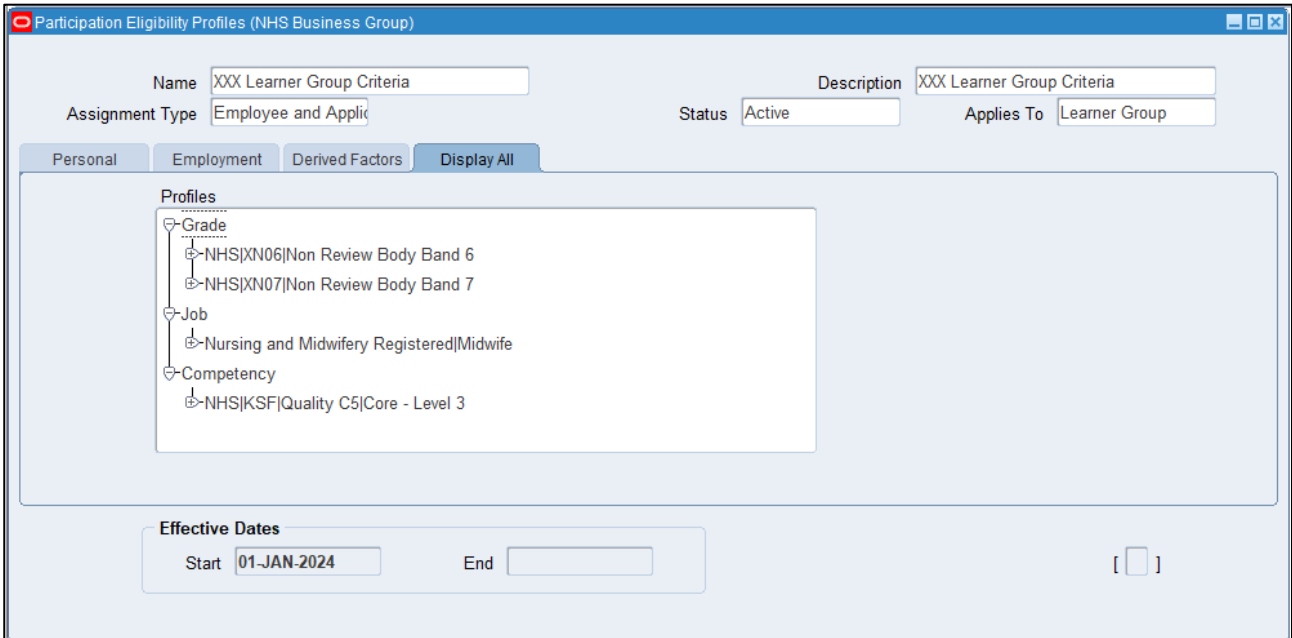 Participation Eligibility Profiles (NHS Business Group)
Name XXX Learner Group Criteria Description XXX Learner Group Criteria
Assignment Type Employee and Applic Status Active Applies To Learner Group
Personal Employment Derived Factors Display All
Profiles
Grade
NHS|XN06|Non Review Body Band 6
NHS|XN07|Non Review Body Band 7
Job
Nursing and Midwifery Registered|Midwife
Competency
NHS|KSF|Quality C5|Core - Level 3
Effective Dates
Start 01-JAN-2024 End
[ ]